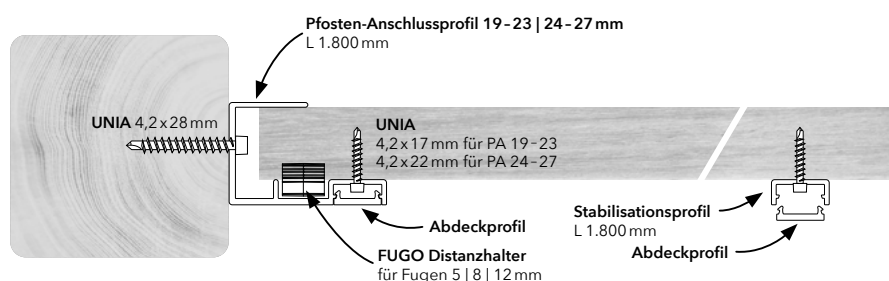 Pfosten-Anschlussprofil 19–23 | 24–27 mm
L 1.800 mm
UNIA 4,2 x 28 mm
UNIA
4,2 x 17 mm für PA 19–23
4,2 x 22 mm für PA 24–27
Abdeckprofil
FUGO Distanzhalter
für Fugen 5 | 8 | 12 mm
Stabilisationsprofil
L 1.800 mm
Abdeckprofil